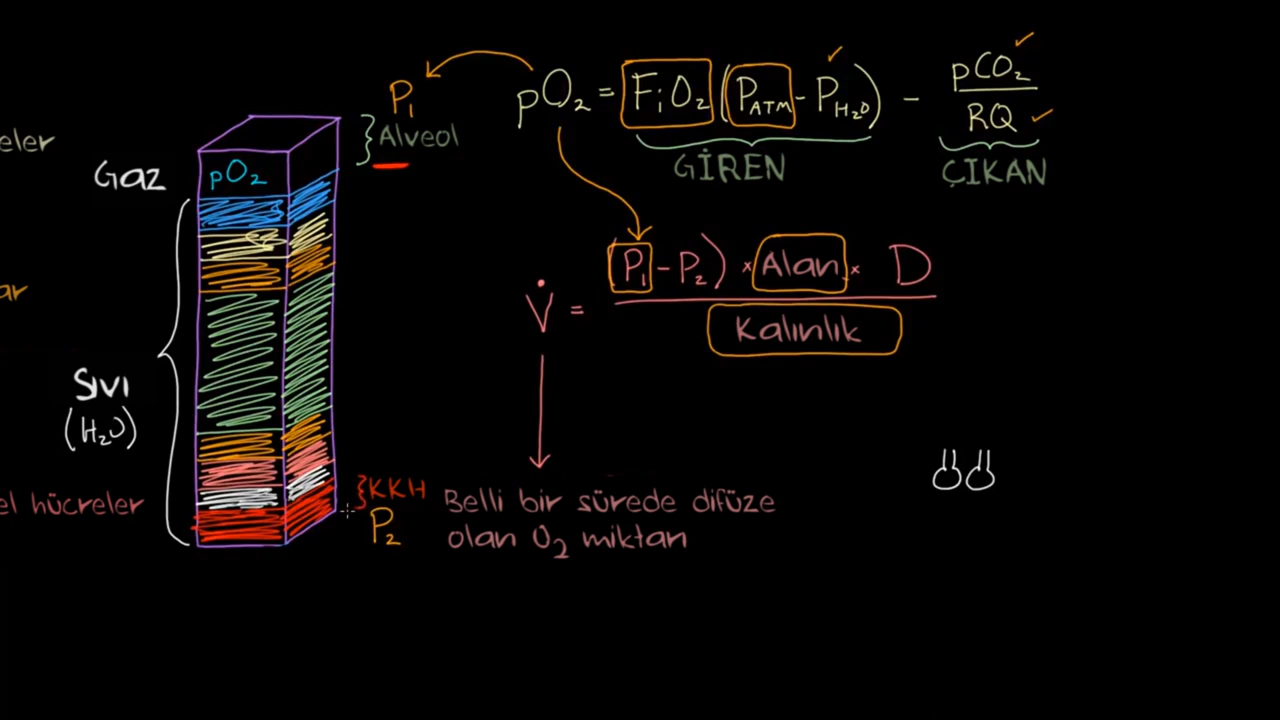 eler
Gaz
pO₂
ar
SIVI
(H₂O)
el hücreler
P₁
Alveol
KKH
P₂
pO₂ = FiO₂ (PATM - PH₂O) - pCO₂ / RQ
GİREN
ÇIKAN
V̇ = (P₁ - P₂) × Alan × D / Kalınlık
Belli bir sürede difüze
olan O₂ miktarı